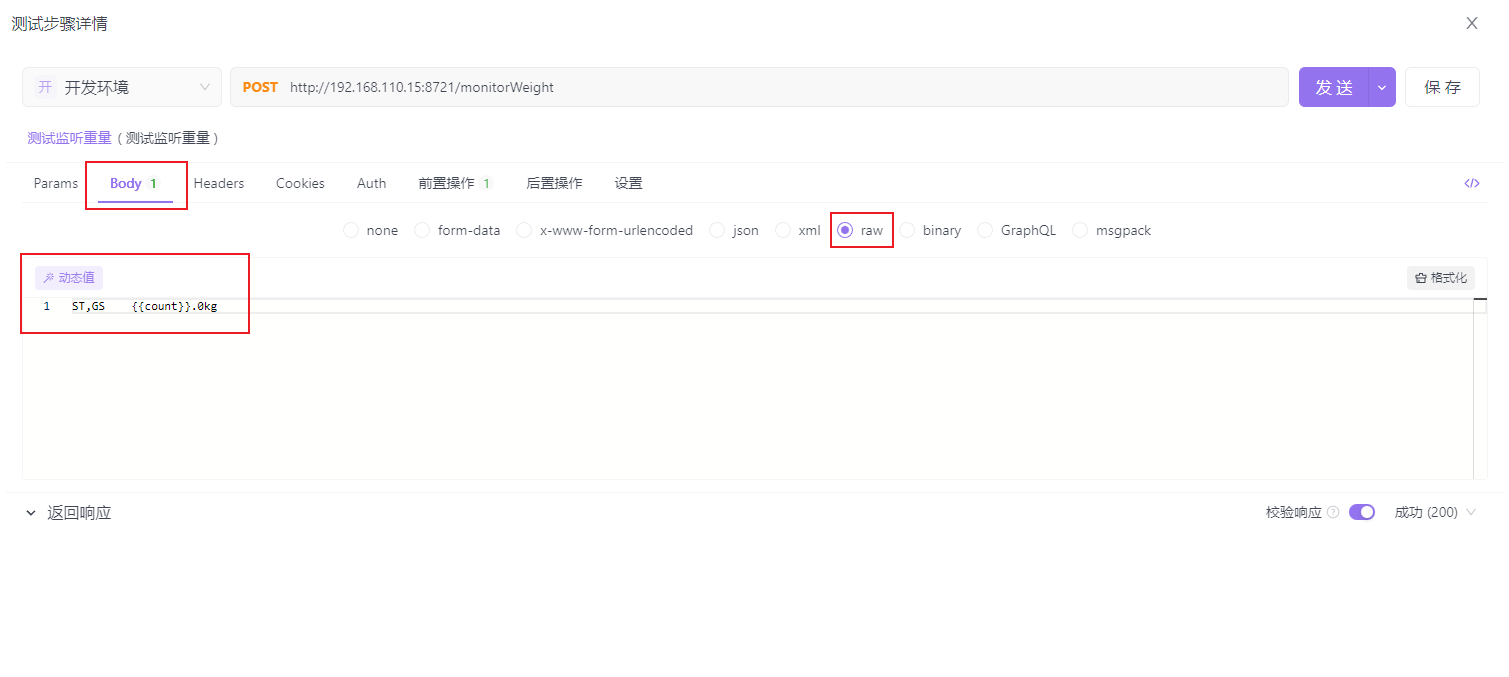 测试步骤详情
开 开发环境 POST http://192.168.110.15:8721/monitorWeight 发 送 保 存
测试监听重量 ( 测试监听重量 )
Params Body 1 Headers Cookies Auth 前置操作 1 后置操作 设置 </>
none form-data x-www-form-urlencoded json xml raw binary GraphQL msgpack
动态值 格式化
1 ST,GS    {{count}}.0kg
返回响应 校验响应 ? 成功 (200)